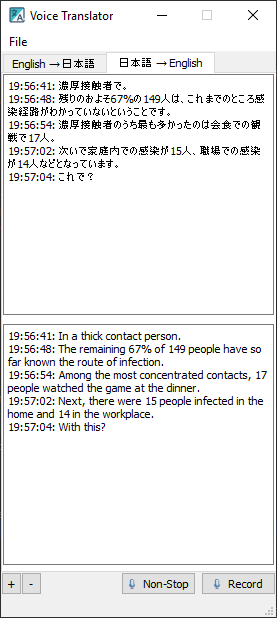 Voice Translator
File
English → 日本語
日本語 → English
19:56:41: 濃厚接触者で。
19:56:48: 残りのおよそ67%の149人は、これまでのところ感
染経路がわかっていないということです。
19:56:54: 濃厚接触者のうち最も多かったのは会食での観
戦で17人。
19:57:02: 次いで家庭内での感染が15人、職場での感染
が14人などとなっています。
19:57:04: これで？
19:56:41: In a thick contact person.
19:56:48: The remaining 67% of 149 people have so
far known the route of infection.
19:56:54: Among the most concentrated contacts, 17
people watched the game at the dinner.
19:57:02: Next, there were 15 people infected in the
home and 14 in the workplace.
19:57:04: With this?
+ - Non-Stop Record